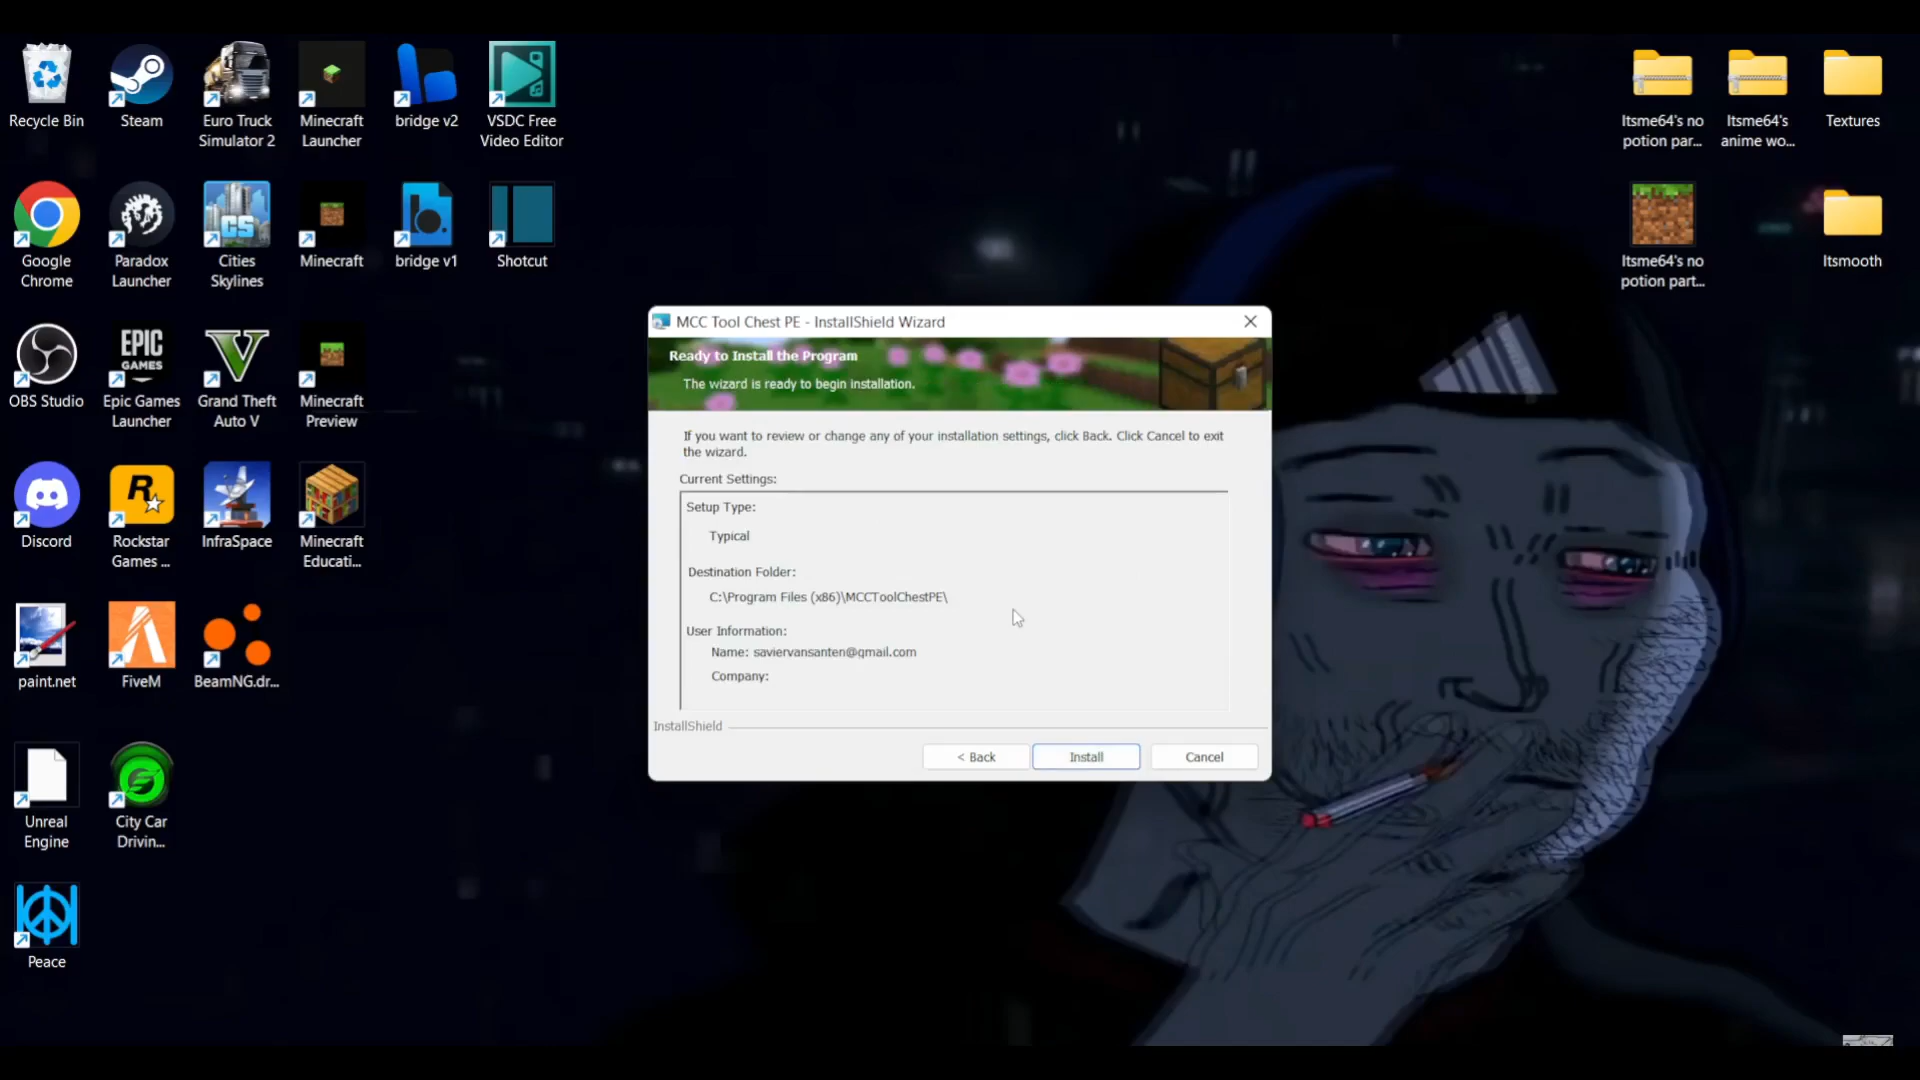 Recycle Bin
Steam
Euro Truck
Simulator 2
Minecraft
Launcher
bridge v2
VSDC Free
Video Editor
Google
Chrome
Paradox
Launcher
Cities
Skylines
Minecraft
bridge v1
Shotcut
OBS Studio
EPIC
GAMES
Epic Games
Launcher
Grand Theft
Auto V
Minecraft
Preview
Discord
Rockstar
Games ...
InfraSpace
Minecraft
Educati...
paint.net
FiveM
BeamNG.dr...
Unreal
Engine
City Car
Drivin...
Peace
Itsme64's no
potion par...
Itsme64's
anime wo...
Textures
Itsme64's no
potion part...
Itsmooth
MCC Tool Chest PE - InstallShield Wizard
Ready to Install the Program
The wizard is ready to begin installation.
If you want to review or change any of your installation settings, click Back. Click Cancel to exit
the wizard.
Current Settings:
Setup Type:
Typical
Destination Folder:
C:\Program Files (x86)\MCCToolChestPE\
User Information:
Name: saviervansanten@gmail.com
Company:
InstallShield
< Back
Install
Cancel